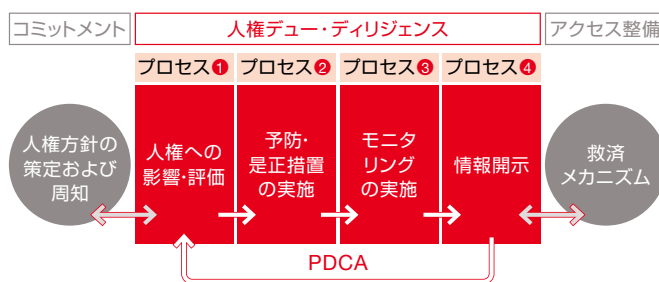 コミットメント
人権デュー・ディリジェンス
アクセス整備
プロセス❶
プロセス❷
プロセス❸
プロセス❹
人権方針の
策定および
周知
人権への
影響・評価
予防・
是正措置
の実施
モニタ
リング
の実施
情報開示
救済
メカニズム
PDCA